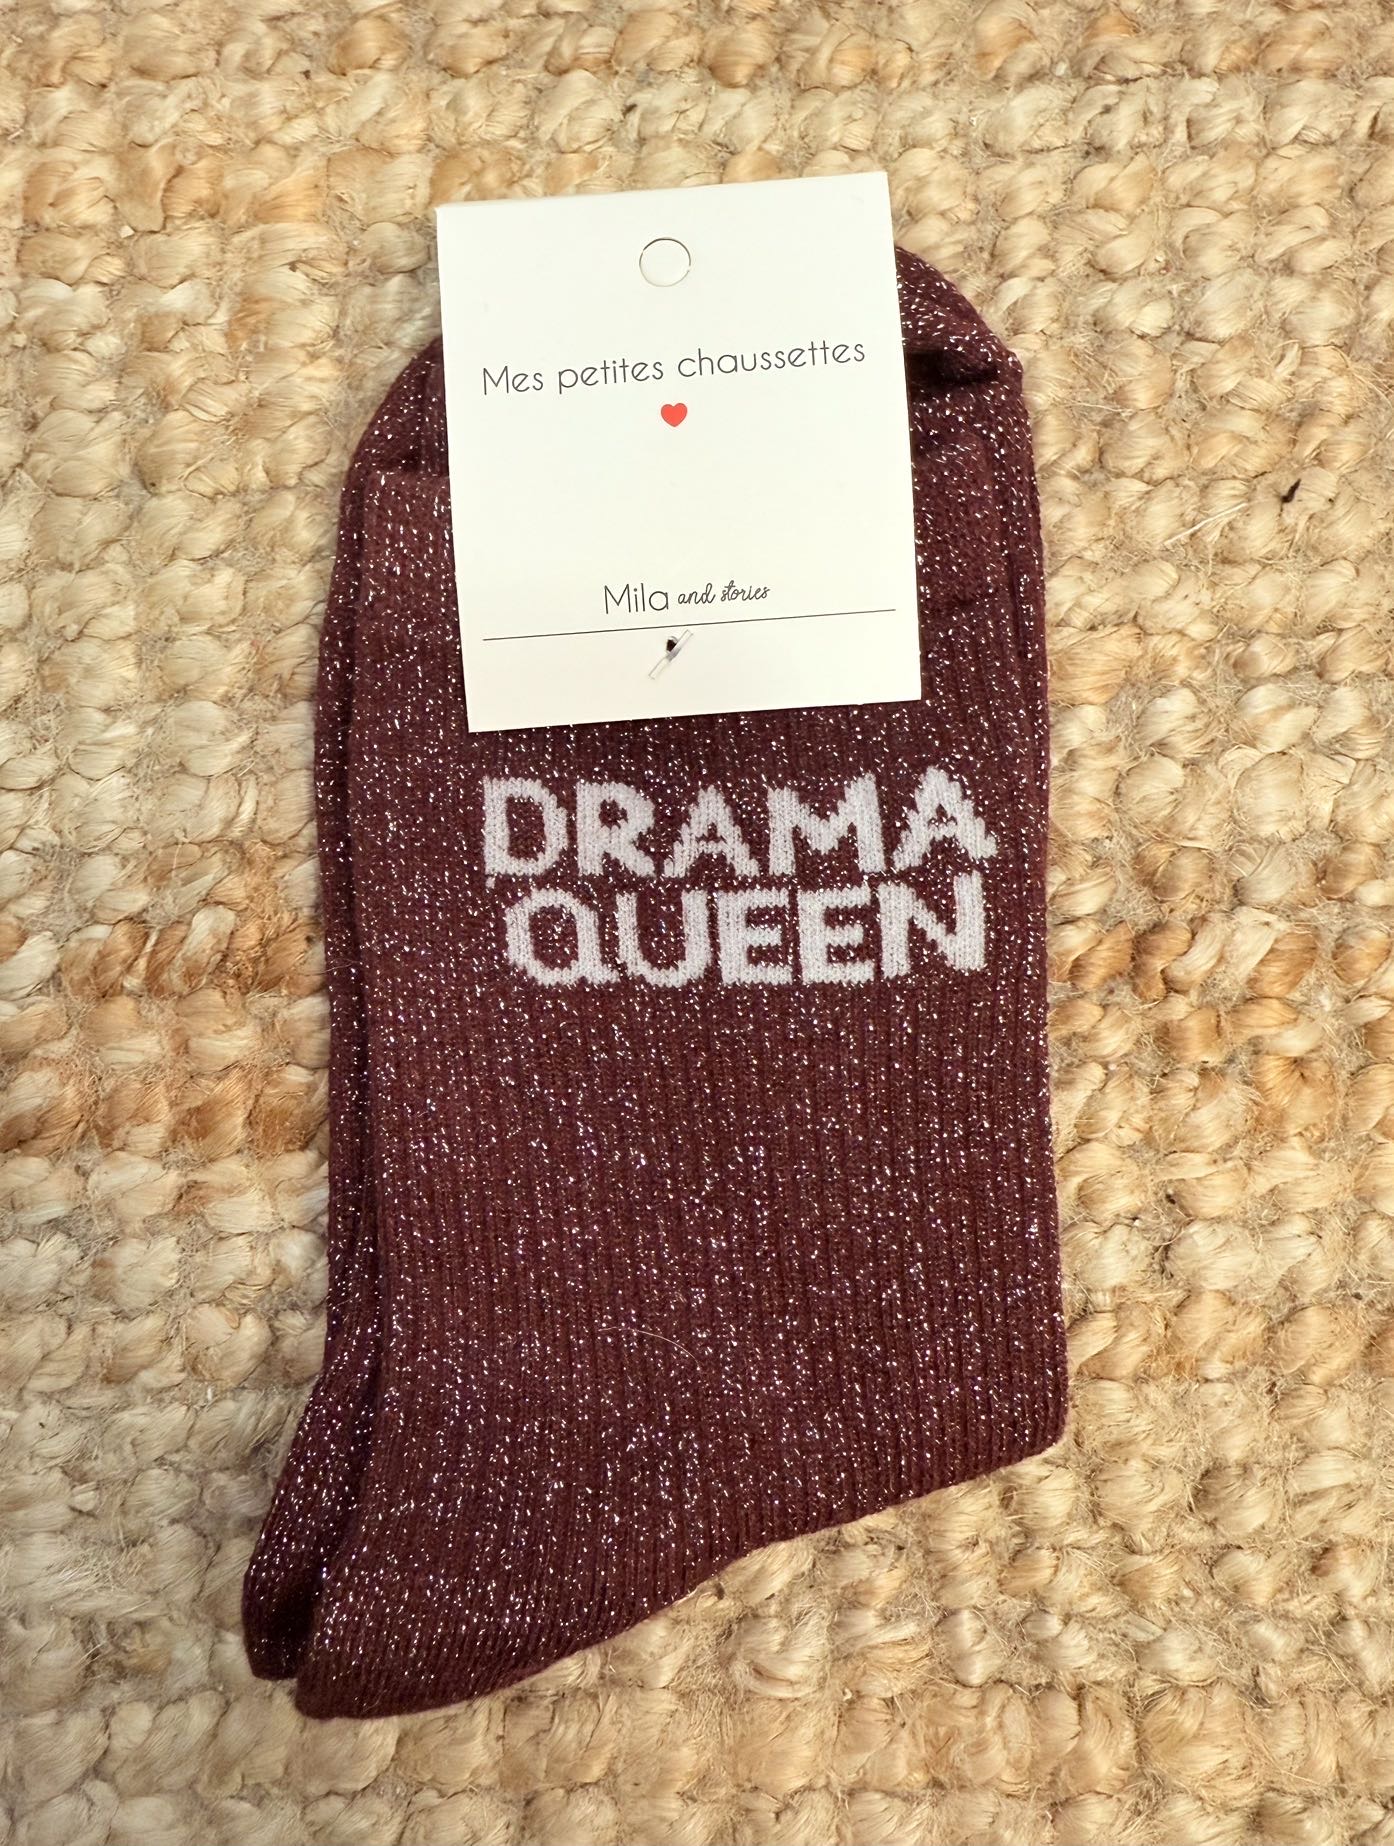 Mes petites chaussettes
Mila and stories
DRAMA
QUEEN